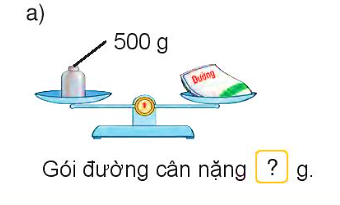 a)
500 g
Đường
Gói đường cân nặng ? g.